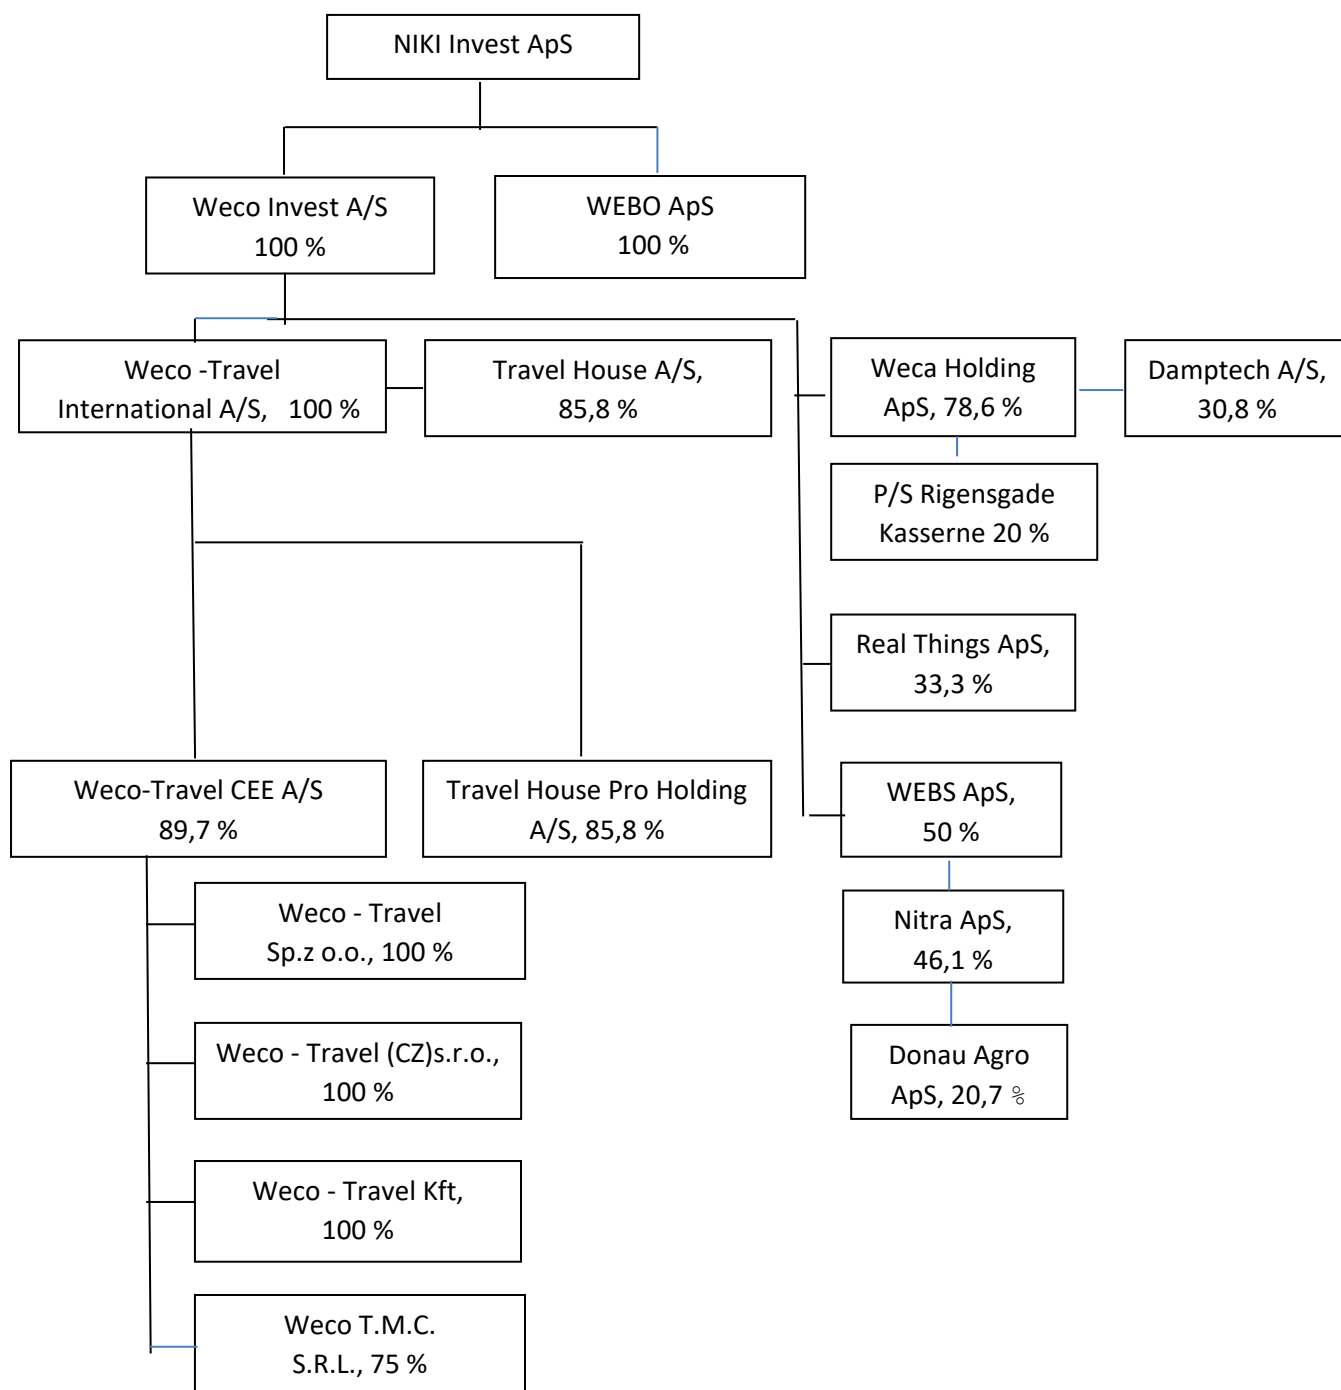 NIKI Invest ApS
Weco Invest A/S
100 %
WEBO ApS
100 %
Weco -Travel
International A/S, 100 %
Travel House A/S,
85,8 %
Weca Holding
ApS, 78,6 %
Damptech A/S,
30,8 %
P/S Rigensgade
Kasserne 20 %
Real Things ApS,
33,3 %
Weco-Travel CEE A/S
89,7 %
Travel House Pro Holding
A/S, 85,8 %
WEBS ApS,
50 %
Weco - Travel
Sp.z o.o., 100 %
Nitra ApS,
46,1 %
Weco - Travel (CZ)s.r.o.,
100 %
Donau Agro
ApS, 20,7 %
Weco - Travel Kft,
100 %
Weco T.M.C.
S.R.L., 75 %